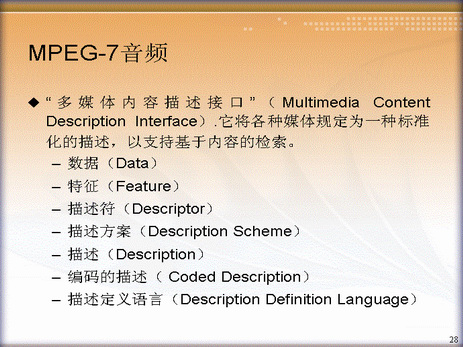 MPEG-7音频
◆ “多媒体内容描述接口”（Multimedia Content
Description Interface）.它将各种媒体规定为一种标准
化的描述，以支持基于内容的检索。
– 数据（Data）
– 特征（Feature）
– 描述符（Descriptor）
– 描述方案（Description Scheme）
– 描述（Description）
– 编码的描述（ Coded Description）
– 描述定义语言（Description Definition Language）
28